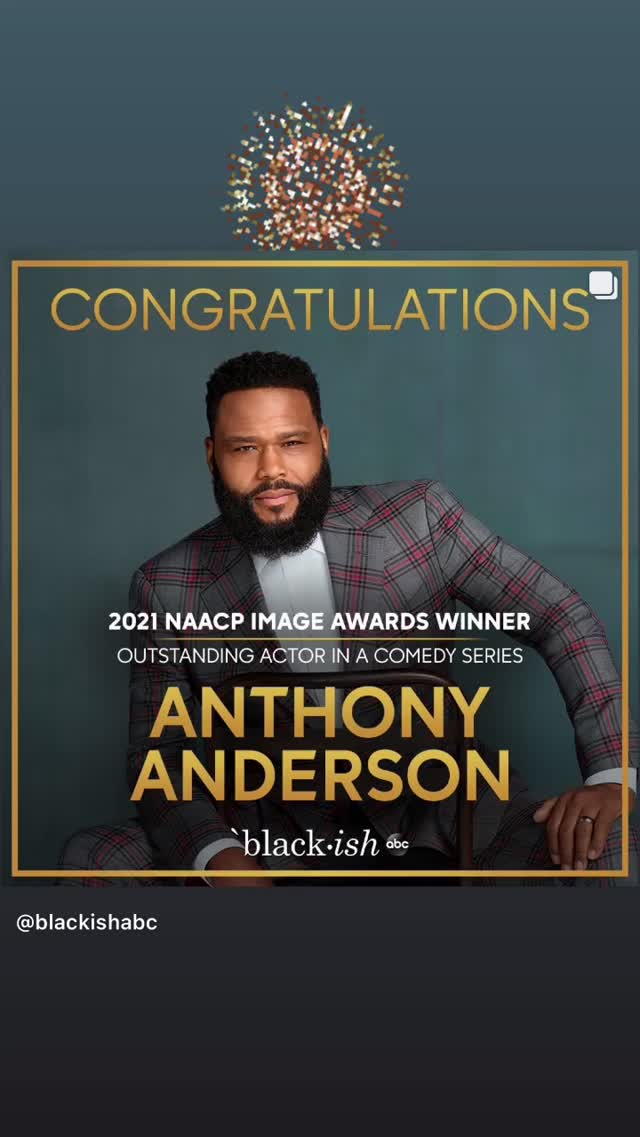 CONGRATULATIONS
2021 NAACP IMAGE AWARDS WINNER
OUTSTANDING ACTOR IN A COMEDY SERIES
ANTHONY
ANDERSON
`black·ish abc
@blackishabc